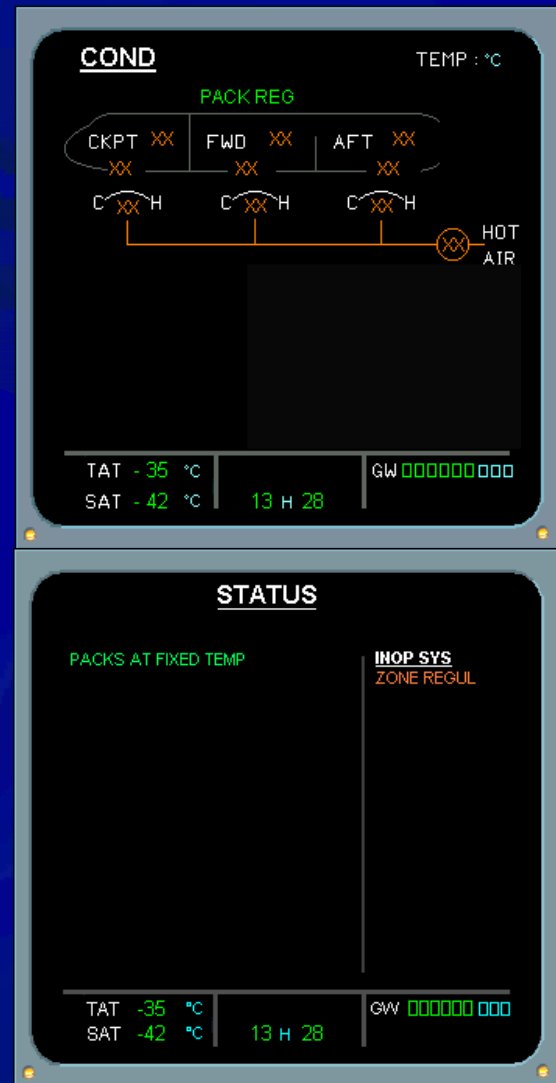 COND TEMP : °C
PACK REG
CKPT XX FWD XX AFT XX
XX XX XX
C XX H C XX H C XX H
XX HOT
AIR
TAT - 35 °C GW
SAT - 42 °C 13 H 28
STATUS
PACKS AT FIXED TEMP INOP SYS
ZONE REGUL
TAT -35 °C GW
SAT -42 °C 13 H 28